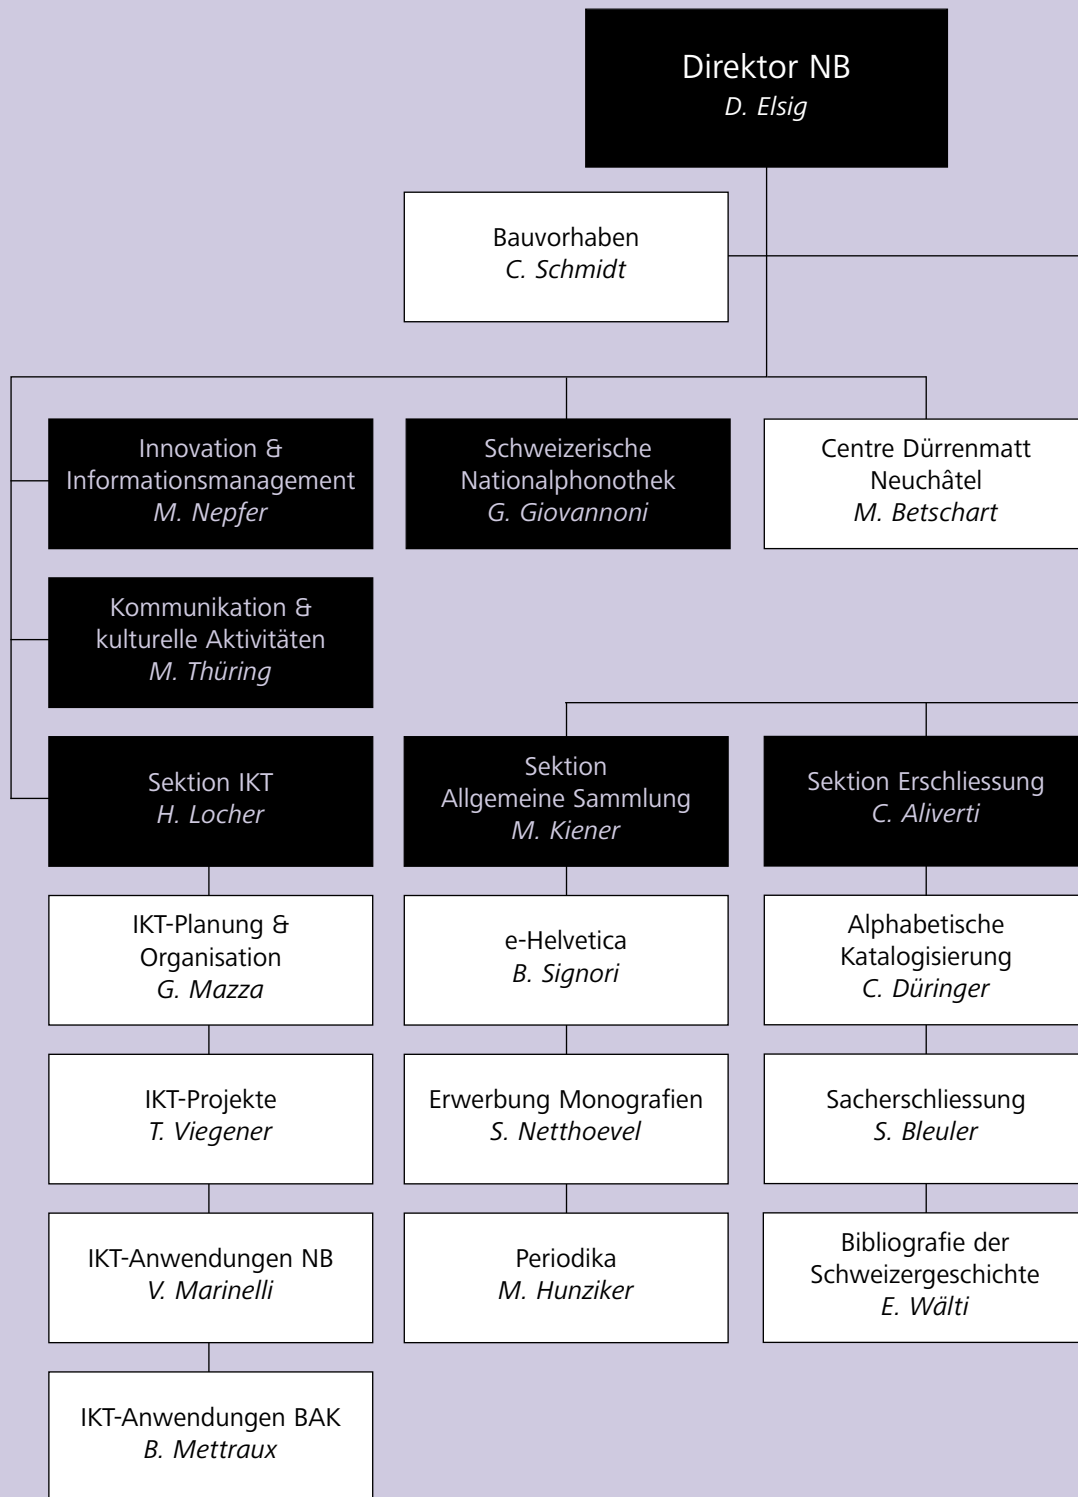 Direktor NB
D. Elsig
Bauvorhaben
C. Schmidt
Innovation &
Informationsmanagement
M. Nepfer
Schweizerische
Nationalphonothek
G. Giovannoni
Centre Dürrenmatt
Neuchâtel
M. Betschart
Kommunikation &
kulturelle Aktivitäten
M. Thüring
Sektion IKT
H. Locher
Sektion
Allgemeine Sammlung
M. Kiener
Sektion Erschliessung
C. Aliverti
IKT-Planung &
Organisation
G. Mazza
e-Helvetica
B. Signori
Alphabetische
Katalogisierung
C. Düringer
IKT-Projekte
T. Viegener
Erwerbung Monografien
S. Netthoevel
Sacherschliessung
S. Bleuler
IKT-Anwendungen NB
V. Marinelli
Periodika
M. Hunziker
Bibliografie der
Schweizergeschichte
E. Wälti
IKT-Anwendungen BAK
B. Mettraux